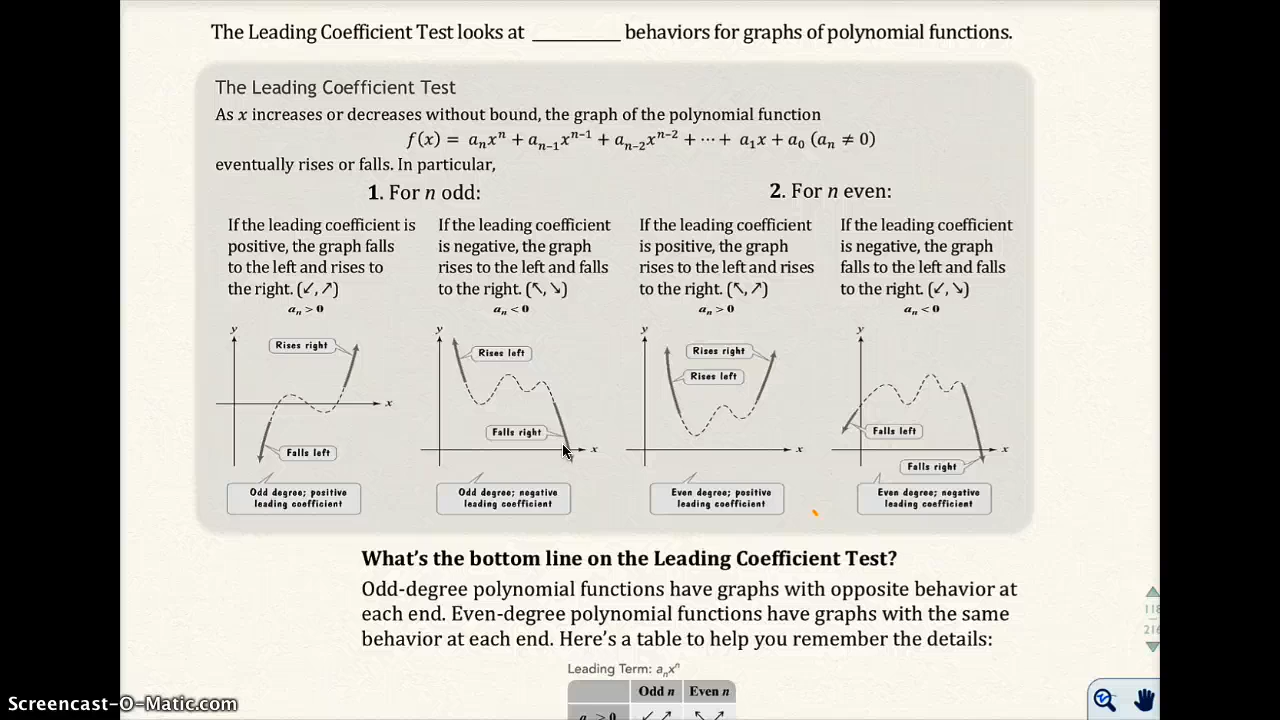 The Leading Coefficient Test looks at __________ behaviors for graphs of polynomial functions.
The Leading Coefficient Test
As x increases or decreases without bound, the graph of the polynomial function
f(x) = aₙxⁿ + aₙ₋₁xⁿ⁻¹ + aₙ₋₂xⁿ⁻² + ⋯ + a₁x + a₀ (aₙ ≠ 0)
eventually rises or falls. In particular,
1. For n odd:
If the leading coefficient is
positive, the graph falls
to the left and rises to
the right. (↙, ↗)
aₙ > 0
y
Rises right
x
Falls left
Odd degree; positive
leading coefficient
If the leading coefficient
is negative, the graph
rises to the left and falls
to the right. (↖, ↘)
aₙ < 0
y
Rises left
Falls right
x
Odd degree; negative
leading coefficient
2. For n even:
If the leading coefficient
is positive, the graph
rises to the left and rises
to the right. (↖, ↗)
aₙ > 0
y
Rises right
Rises left
x
Even degree; positive
leading coefficient
If the leading coefficient
is negative, the graph
falls to the left and falls
to the right. (↙, ↘)
aₙ < 0
y
Falls left
x
Falls right
Even degree; negative
leading coefficient
What's the bottom line on the Leading Coefficient Test?
Odd-degree polynomial functions have graphs with opposite behavior at
each end. Even-degree polynomial functions have graphs with the same
behavior at each end. Here's a table to help you remember the details:
Leading Term: aₙxⁿ
Odd n Even n
aₙ > 0 ↙ ↗ ↖ ↗
118
216
Screencast-O-Matic.com